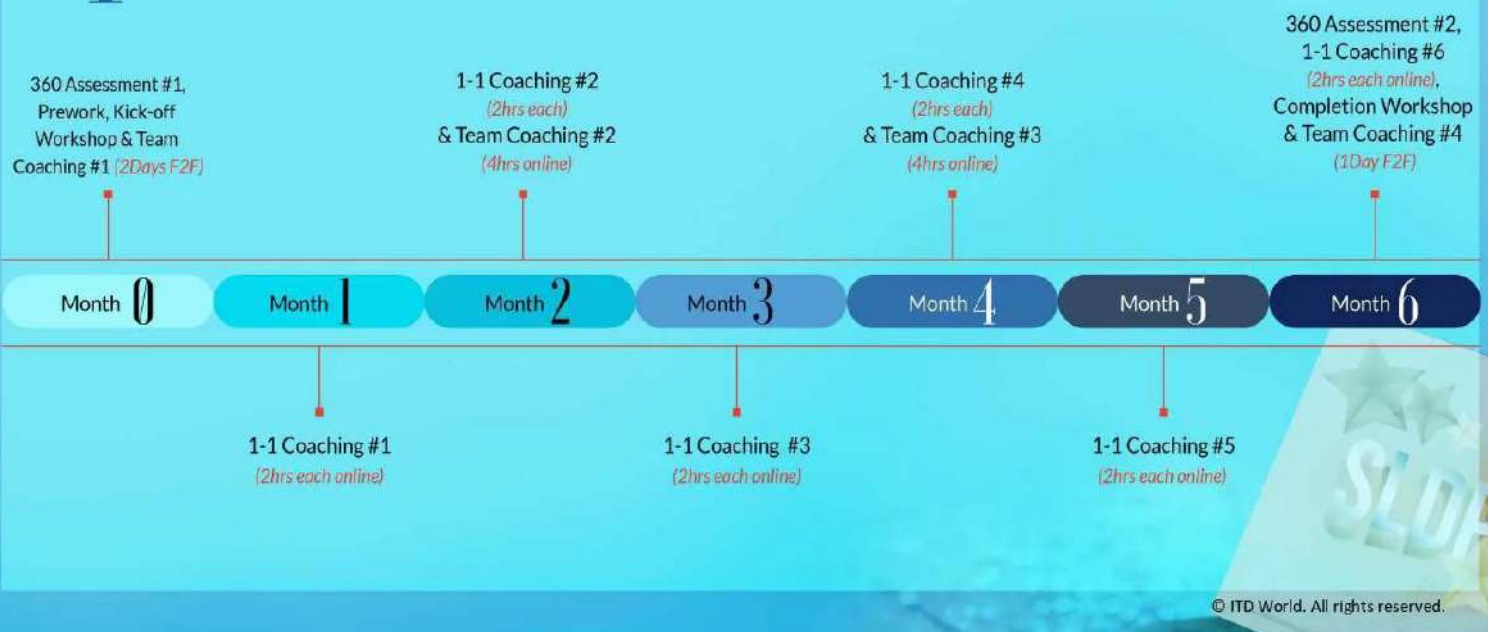 360 Assessment #1,
Prework, Kick-off
Workshop & Team
Coaching #1 (2Days F2F)
1-1 Coaching #2
(2hrs each)
& Team Coaching #2
(4hrs online)
1-1 Coaching #4
(2hrs each)
& Team Coaching #3
(4hrs online)
360 Assessment #2,
1-1 Coaching #6
(2hrs each online),
Completion Workshop
& Team Coaching #4
(1Day F2F)
Month 0
Month 1
Month 2
Month 3
Month 4
Month 5
Month 6
1-1 Coaching #1
(2hrs each online)
1-1 Coaching #3
(2hrs each online)
1-1 Coaching #5
(2hrs each online)
© ITD World. All rights reserved.